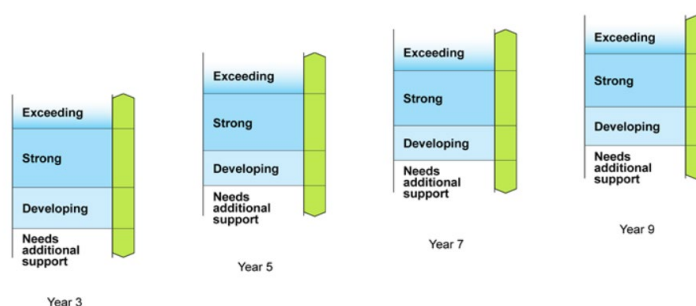 Exceeding
Strong
Developing
Needs
additional
support
Year 3
Exceeding
Strong
Developing
Needs
additional
support
Year 5
Exceeding
Strong
Developing
Needs
additional
support
Year 7
Exceeding
Strong
Developing
Needs
additional
support
Year 9